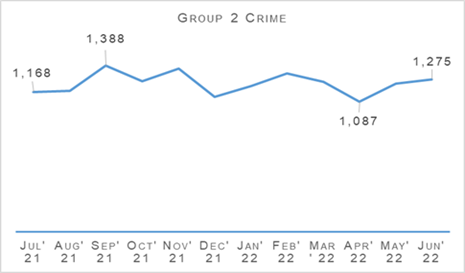 Group 2 Crime
1,388
1,168
1,275
1,087
Jul' Aug' Sep' Oct' Nov' Dec' Jan' Feb' Mar Apr' May' Jun'
21 21 21 21 21 21 22 22 ' 22 22 22 22